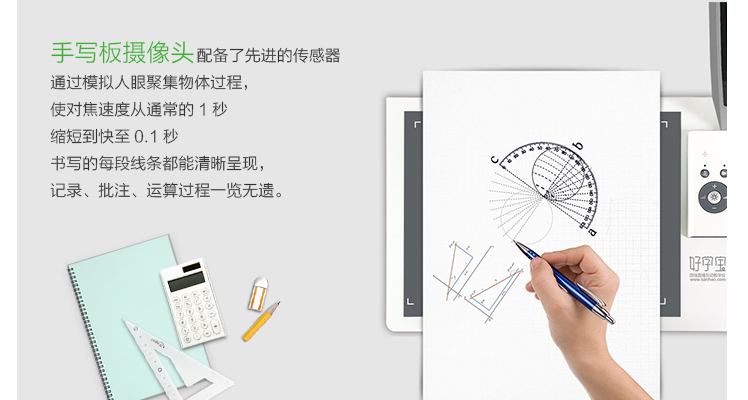 手写板摄像头 配备了先进的传感器
通过模拟人眼聚集物体过程，
使对焦速度从通常的 1 秒
缩短到快至 0.1 秒
书写的每段线条都能清晰呈现，
记录、批注、运算过程一览无遗。
c
b
a